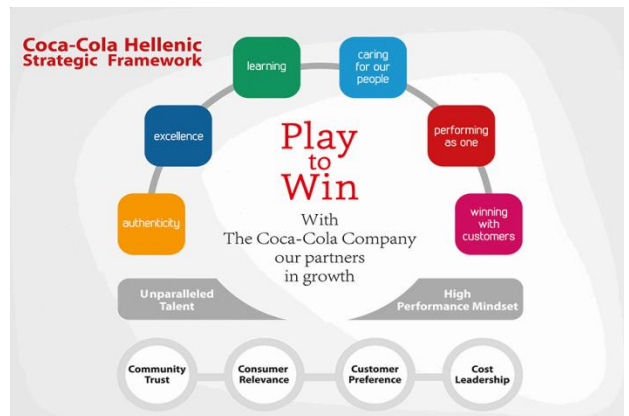 Coca-Cola Hellenic
Strategic Framework
learning
caring
for our
people
excellence
performing
as one
authenticity
winning
with
customers
Play
to
Win
With
The Coca-Cola Company
our partners
in growth
Unparalleled
Talent
High
Performance Mindset
Community
Trust
Consumer
Relevance
Customer
Preference
Cost
Leadership